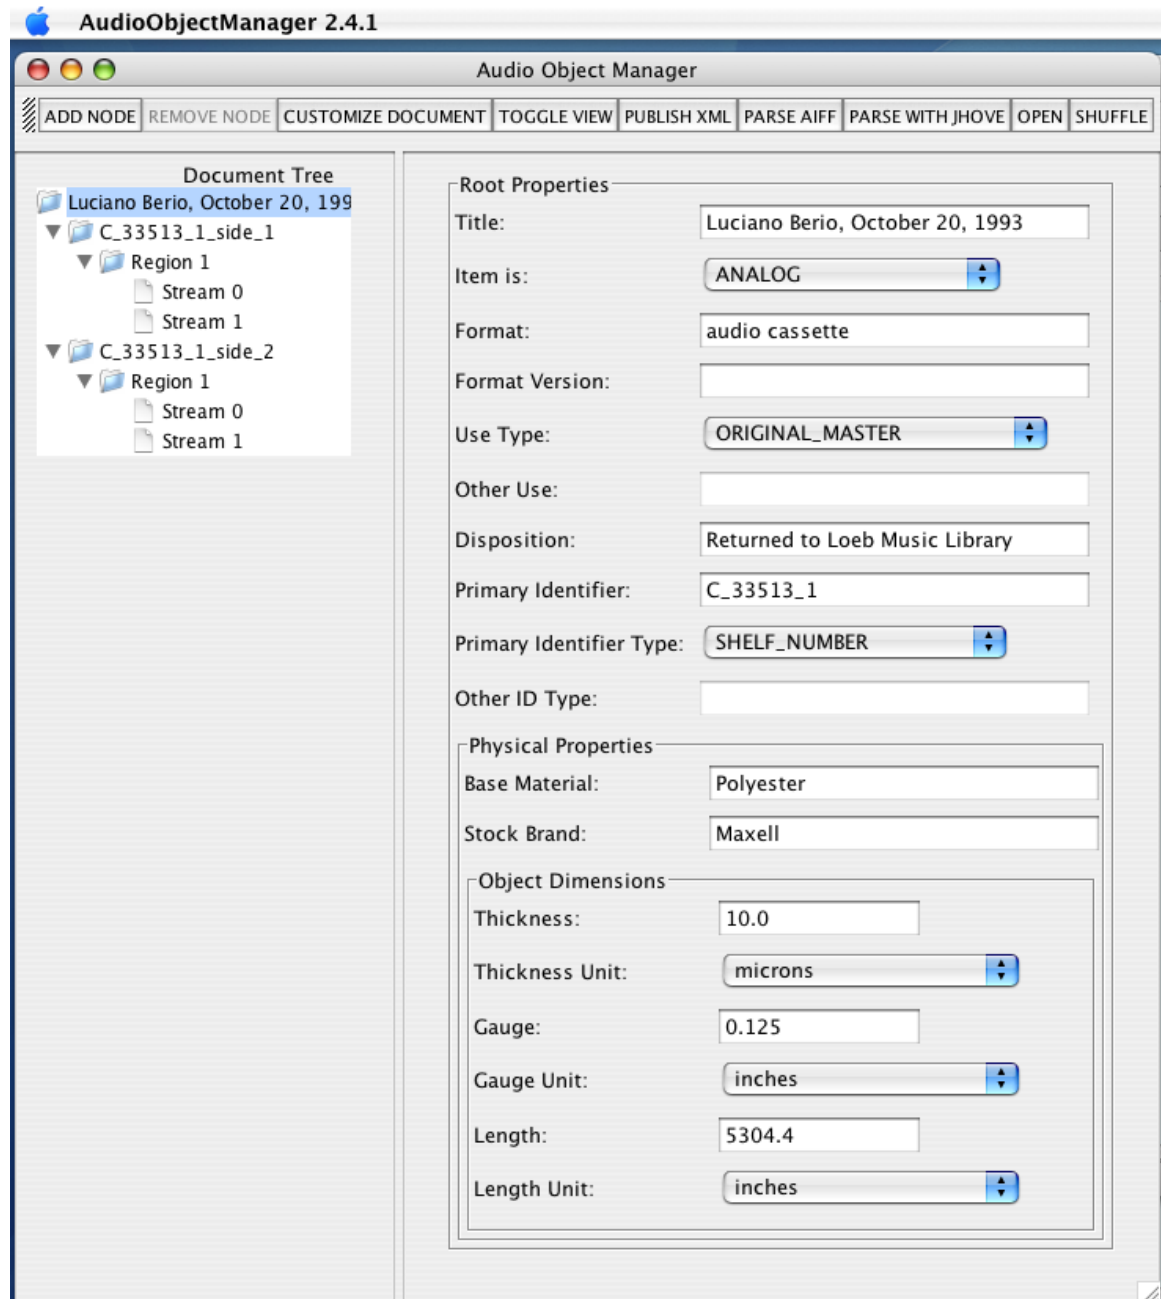 AudioObjectManager 2.4.1
Audio Object Manager
ADD NODE REMOVE NODE CUSTOMIZE DOCUMENT TOGGLE VIEW PUBLISH XML PARSE AIFF PARSE WITH JHOVE OPEN SHUFFLE
Document Tree
Luciano Berio, October 20, 199
C_33513_1_side_1
Region 1
Stream 0
Stream 1
C_33513_1_side_2
Region 1
Stream 0
Stream 1
Root Properties
Title: Luciano Berio, October 20, 1993
Item is: ANALOG
Format: audio cassette
Format Version:
Use Type: ORIGINAL_MASTER
Other Use:
Disposition: Returned to Loeb Music Library
Primary Identifier: C_33513_1
Primary Identifier Type: SHELF_NUMBER
Other ID Type:
Physical Properties
Base Material: Polyester
Stock Brand: Maxell
Object Dimensions
Thickness: 10.0
Thickness Unit: microns
Gauge: 0.125
Gauge Unit: inches
Length: 5304.4
Length Unit: inches